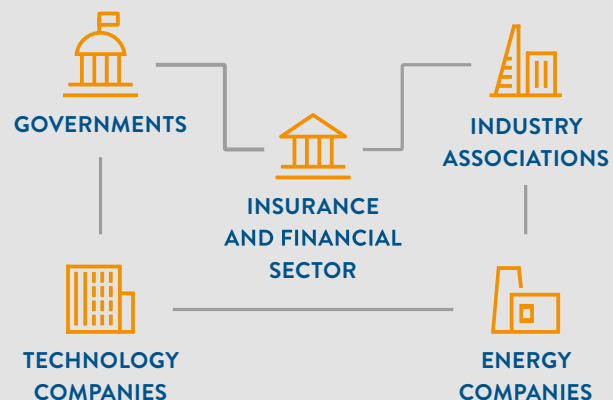 GOVERNMENTS
INDUSTRY
ASSOCIATIONS
INSURANCE
AND FINANCIAL
SECTOR
TECHNOLOGY
COMPANIES
ENERGY
COMPANIES